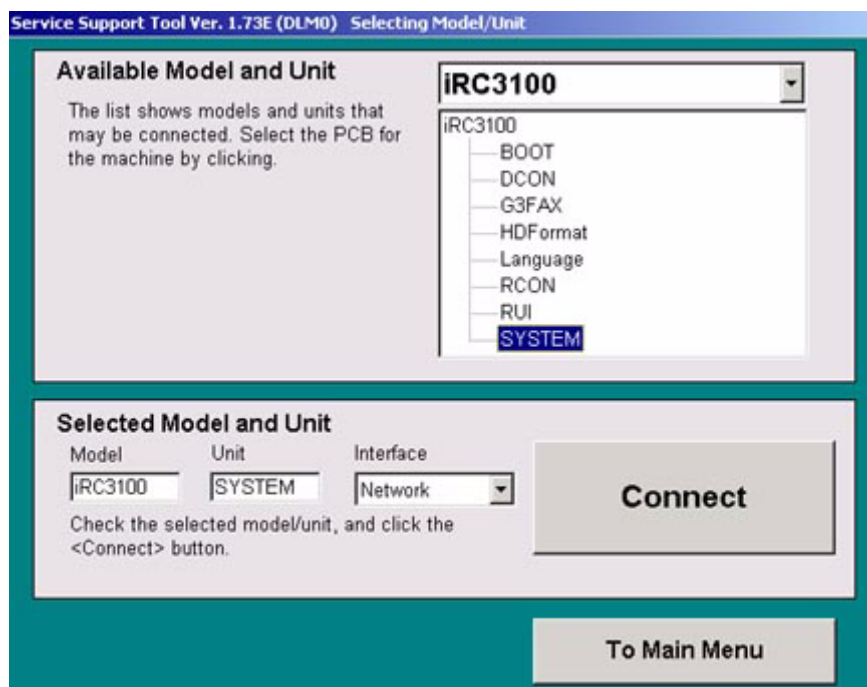 Service Support Tool Ver. 1.73E (DLM0) Selecting Model/Unit
Available Model and Unit
The list shows models and units that
may be connected. Select the PCB for
the machine by clicking.
iRC3100
iRC3100
BOOT
DCON
G3FAX
HDFormat
Language
RCON
RUI
SYSTEM
Selected Model and Unit
Model Unit Interface
iRC3100 SYSTEM Network
Check the selected model/unit, and click the
<Connect> button.
Connect
To Main Menu